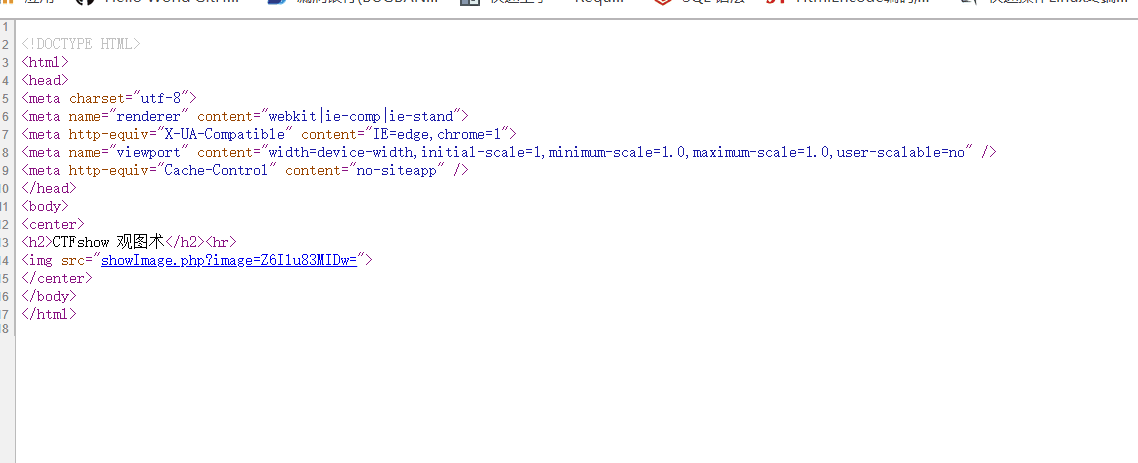 1
2 <!DOCTYPE HTML>
3 <html>
4 <head>
5 <meta charset="utf-8">
6 <meta name="renderer" content="webkit|ie-comp|ie-stand">
7 <meta http-equiv="X-UA-Compatible" content="IE=edge,chrome=1">
8 <meta name="viewport" content="width=device-width,initial-scale=1,minimum-scale=1.0,maximum-scale=1.0,user-scalable=no" />
9 <meta http-equiv="Cache-Control" content="no-siteapp" />
10 </head>
11 <body>
12 <center>
13 <h2>CTFshow 观图术</h2><hr>
14 <img src="showImage.php?image=Z6Ilu83MIDw=">
15 </center>
16 </body>
17 </html>
18